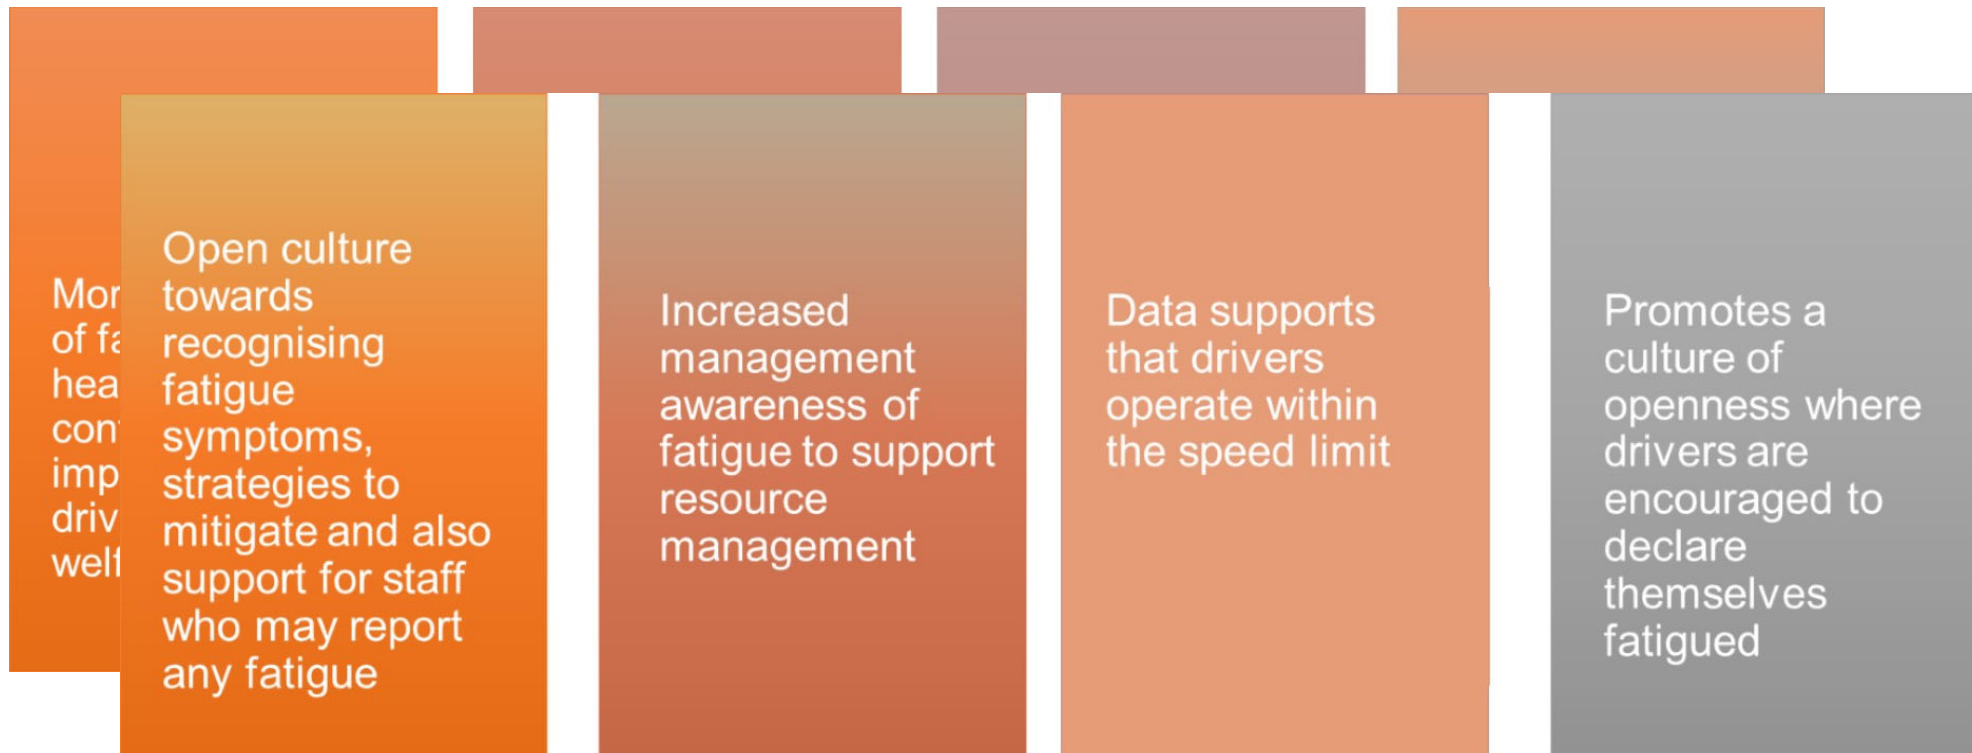 of
Open culture
towards
recognising
fatigue
symptoms,
strategies to
mitigate and also
support for staff
who may report
any fatigue
Increased
management
awareness of
fatigue to support
resource
management
Data supports
that drivers
operate within
the speed limit
Promotes a
culture of
openness where
drivers are
encouraged to
declare
themselves
fatigued